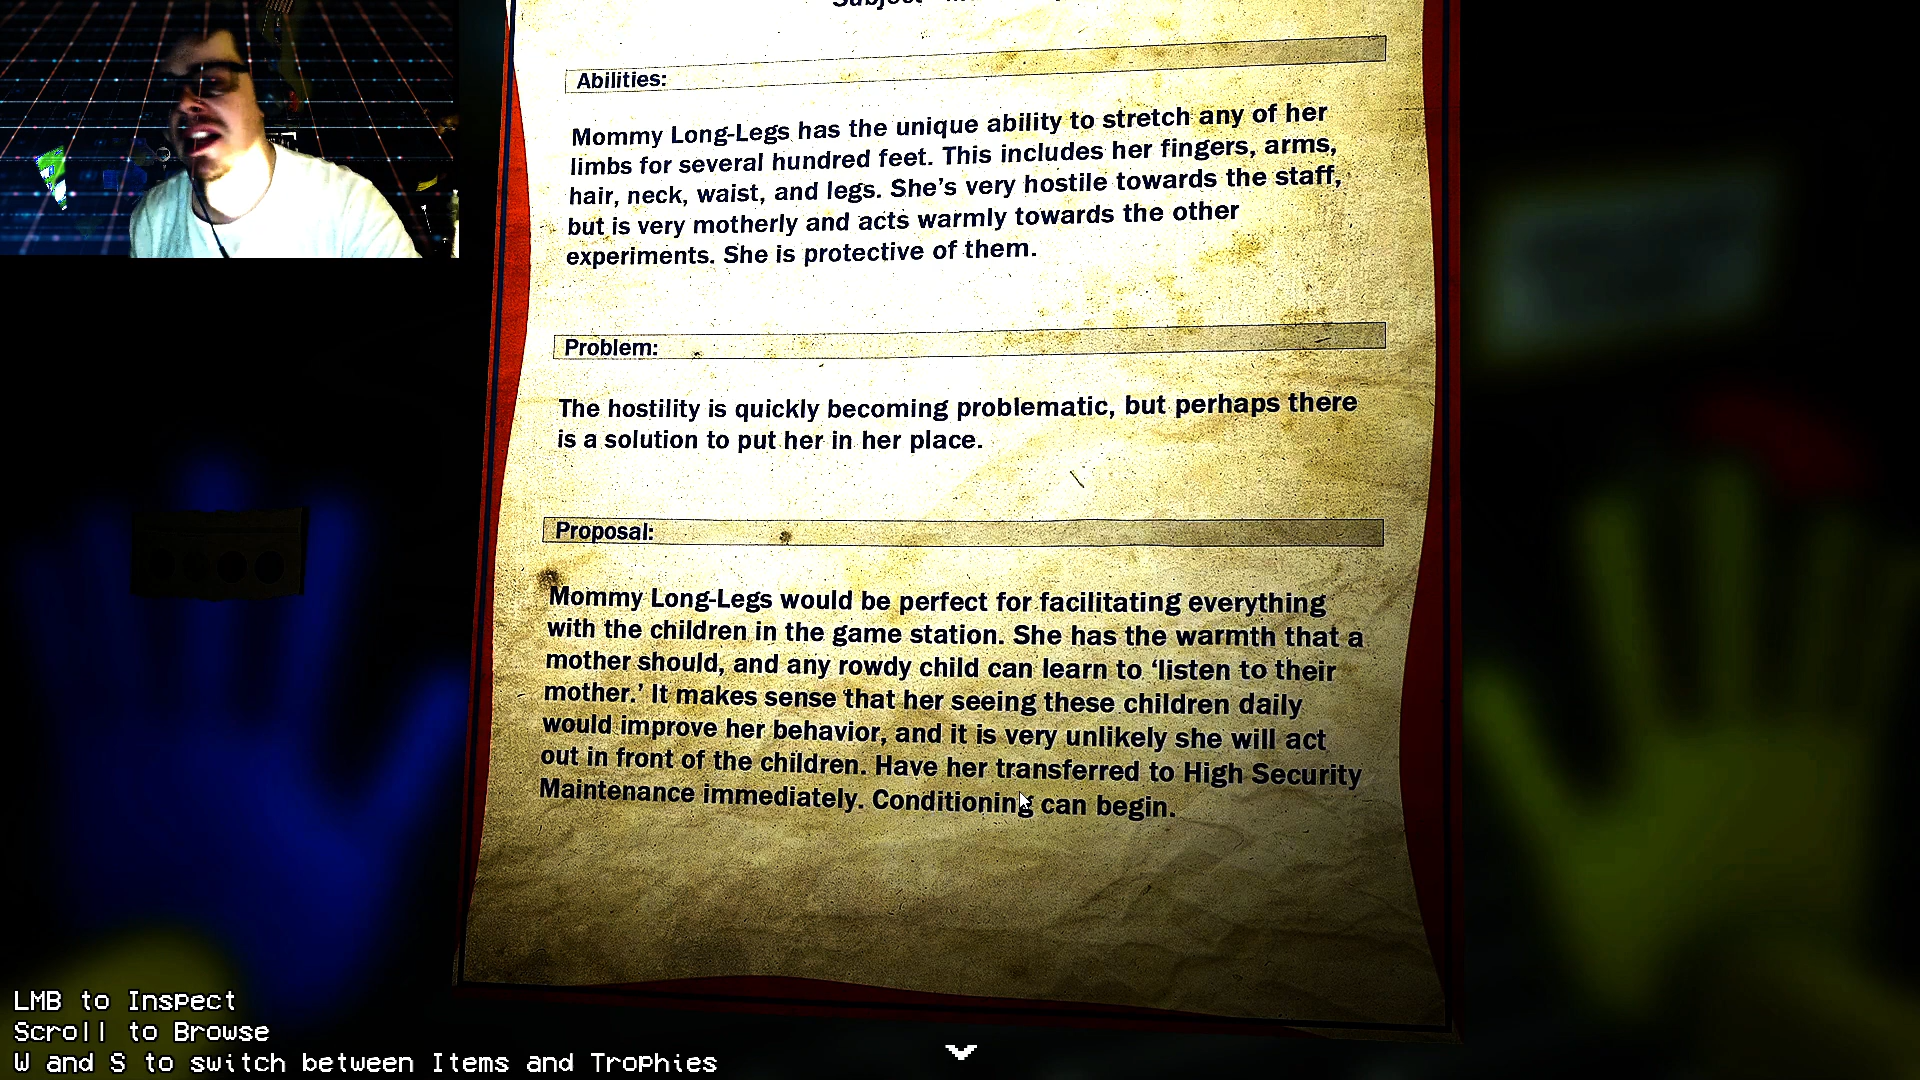 Subject
Abilities:
Mommy Long-Legs has the unique ability to stretch any of her
limbs for several hundred feet. This includes her fingers, arms,
hair, neck, waist, and legs. She's very hostile towards the staff,
but is very motherly and acts warmly towards the other
experiments. She is protective of them.
Problem:
The hostility is quickly becoming problematic, but perhaps there
is a solution to put her in her place.
Proposal:
Mommy Long-Legs would be perfect for facilitating everything
with the children in the game station. She has the warmth that a
mother should, and any rowdy child can learn to ‘listen to their
mother.’ It makes sense that her seeing these children daily
would improve her behavior, and it is very unlikely she will act
out in front of the children. Have her transferred to High Security
Maintenance immediately. Conditioning can begin.
LMB to Inspect
Scroll to Browse
W and S to switch between Items and Trophies